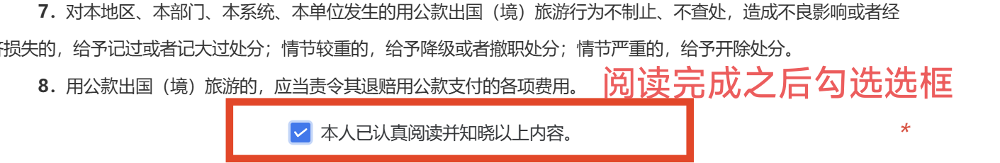 7. 对本地区、本部门、本系统、本单位发生的用公款出国（境）旅游行为不制止、不查处，造成不良影响或者经
济损失的，给予记过或者记大过处分；情节较重的，给予降级或者撤职处分；情节严重的，给予开除处分。
8. 用公款出国（境）旅游的，应当责令其退赔用公款支付的各项费用。
阅读完成之后勾选选框
本人已认真阅读并知晓以上内容。
*